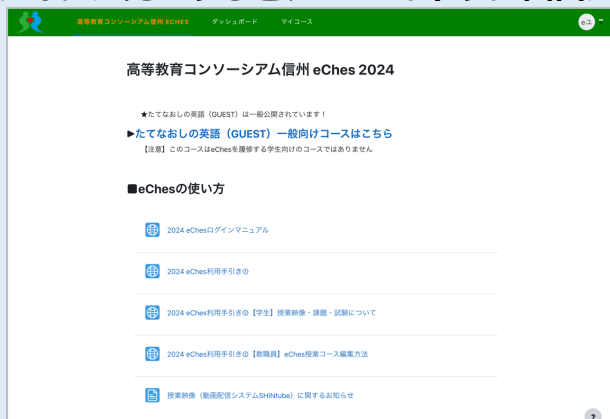 高等教育コンソーシアム信州 ECHES ダッシュボード マイコース
eユ
高等教育コンソーシアム信州 eChes 2024
★たてなおしの英語（GUEST）は一般公開されています！
▶たてなおしの英語（GUEST）一般向けコースはこちら
【注意】このコースはeChesを履修する学生向けのコースではありません
■eChesの使い方
2024 eChesログインマニュアル
2024 eChes利用手引き①
2024 eChes利用手引き②【学生】授業映像・課題・試験について
2024 eChes利用手引き③【教職員】eChes授業コース編集方法
授業映像（動画配信システムSHINtube）に関するお知らせ
?